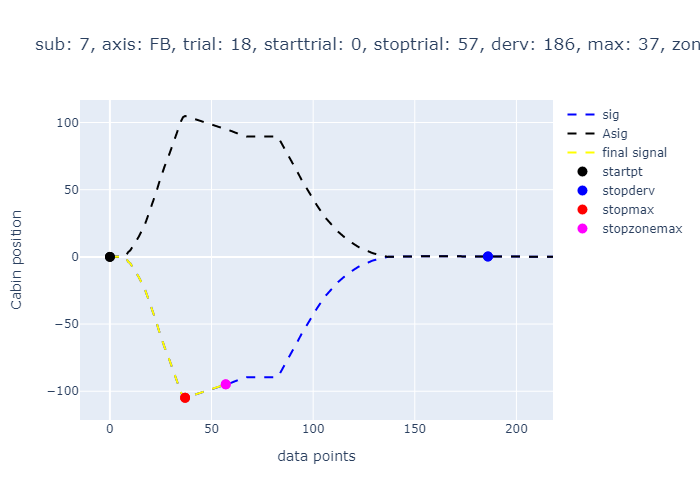 sub: 7, axis: FB, trial: 18, starttrial: 0, stoptrial: 57, derv: 186, max: 37, zon
sig
Asig
final signal
startpt
stopderv
stopmax
stopzonemax
Cabin position
100
50
0
−50
−100
0
50
100
150
200
data points